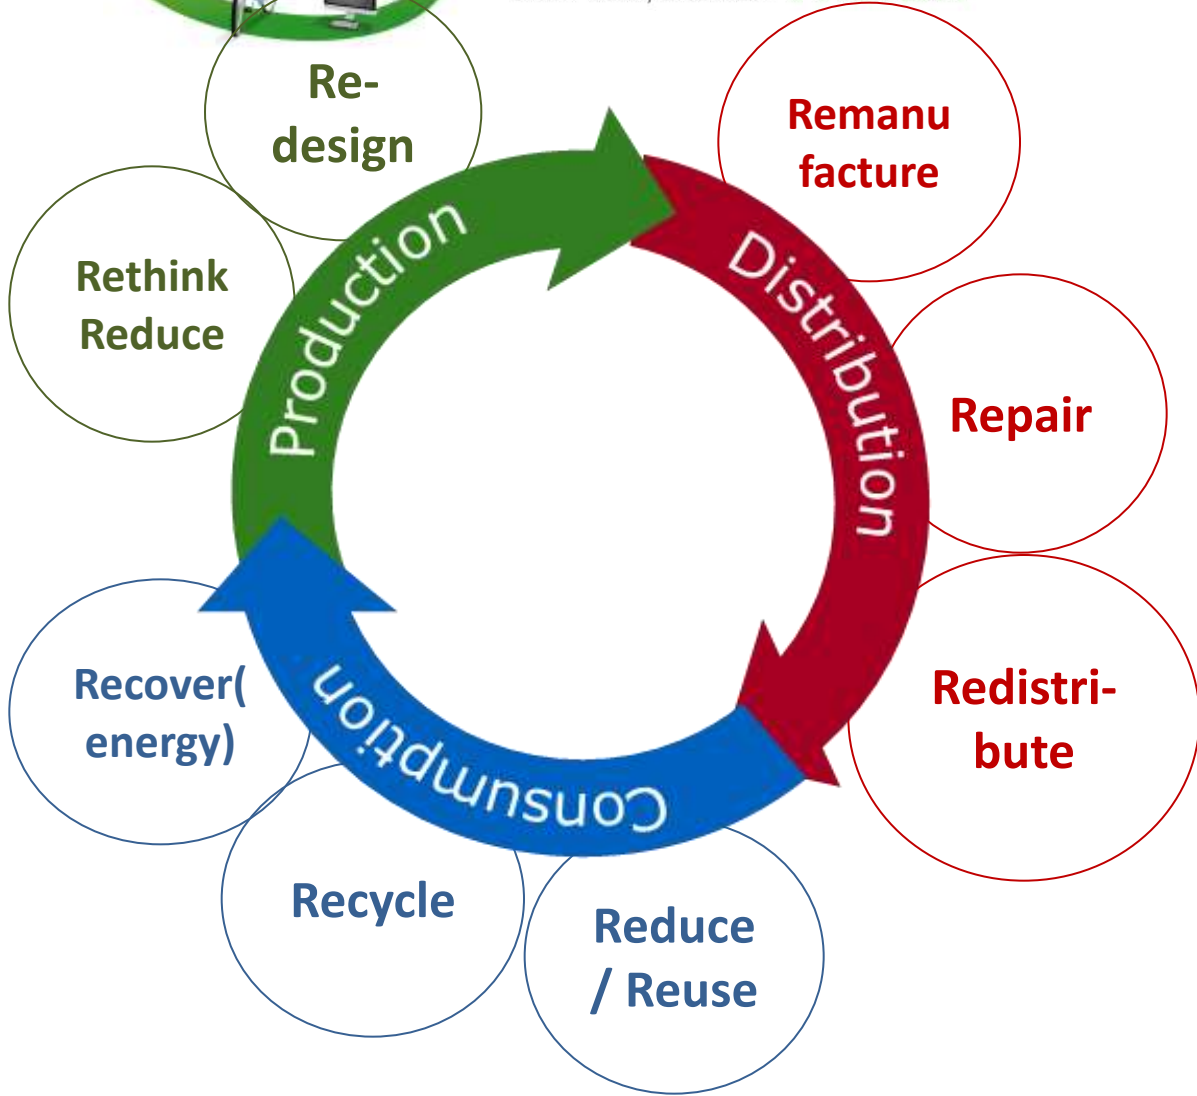 Re-
design
Remanu
facture
Rethink
Reduce
Production
Distribution
Repair
Recover(
energy)
Consumption
Redistri-
bute
Recycle
Reduce
/ Reuse